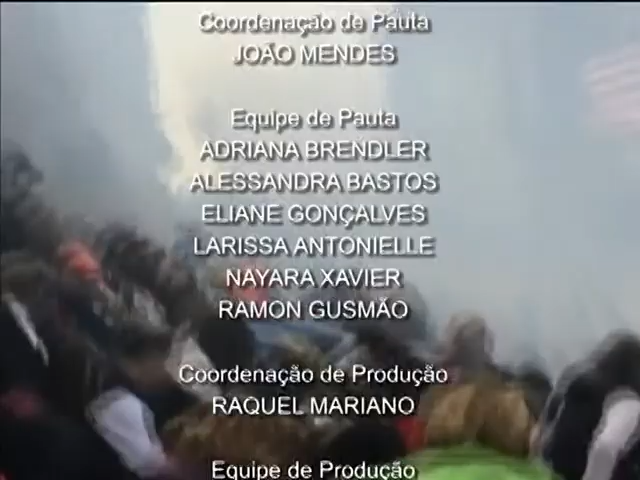 Coordenação de Pauta
JOÃO MENDES
Equipe de Pauta
ADRIANA BRENDLER
ALESSANDRA BASTOS
ELIANE GONÇALVES
LARISSA ANTONIELLE
NAYARA XAVIER
RAMON GUSMÃO
Coordenação de Produção
RAQUEL MARIANO
Equipe de Produção